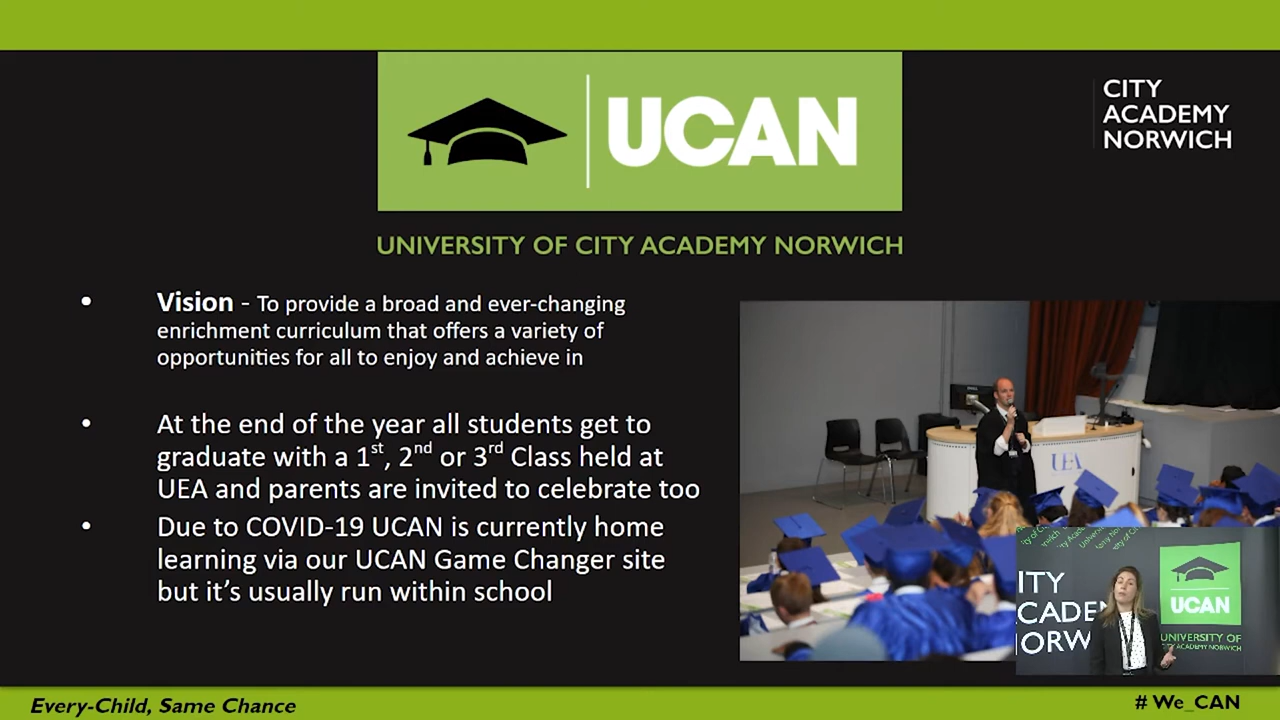 UCAN
CITY
ACADEMY
NORWICH
UNIVERSITY OF CITY ACADEMY NORWICH
• Vision - To provide a broad and ever-changing
enrichment curriculum that offers a variety of
opportunities for all to enjoy and achieve in
• At the end of the year all students get to
graduate with a 1st, 2nd or 3rd Class held at
UEA and parents are invited to celebrate too
• Due to COVID-19 UCAN is currently home
learning via our UCAN Game Changer site
but it's usually run within school
UEA
ITY
CADEM
NORW
UCAN
UNIVERSITY OF
CITY ACADEMY NORWICH
Every-Child, Same Chance
# We_CAN